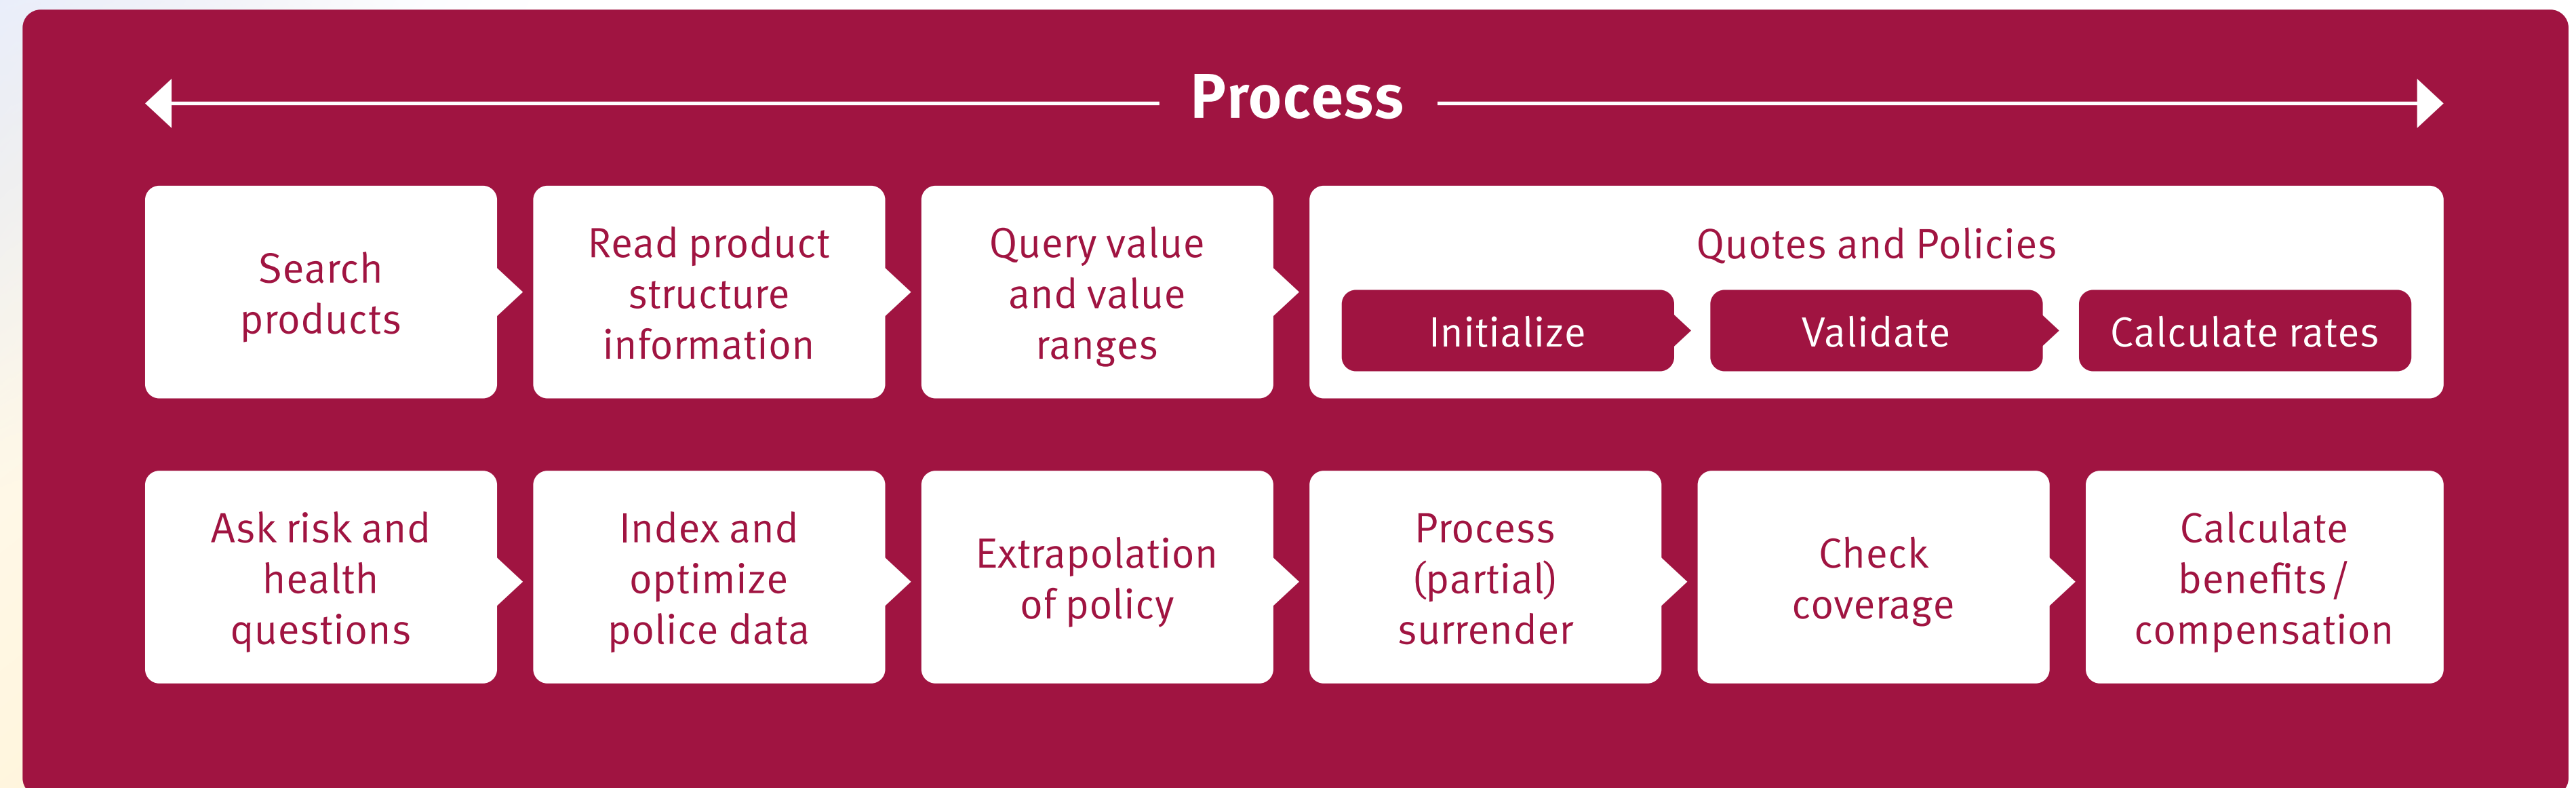 Process
Search
products
Read product
structure
information
Query value
and value
ranges
Quotes and Policies
Initialize
Validate
Calculate rates
Ask risk and
health
questions
Index and
optimize
police data
Extrapolation
of policy
Process
(partial)
surrender
Check
coverage
Calculate
benefits /
compensation